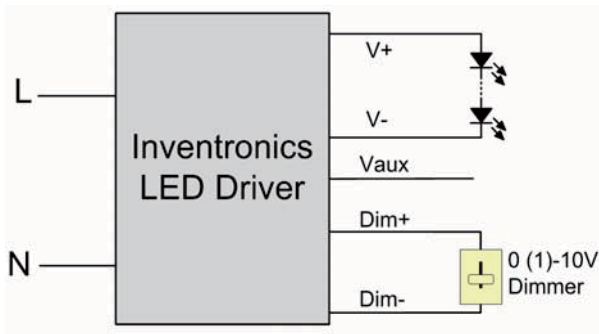 L
N
Inventronics
LED Driver
V+
V-
Vaux
Dim+
Dim-
0 (1)-10V
Dimmer